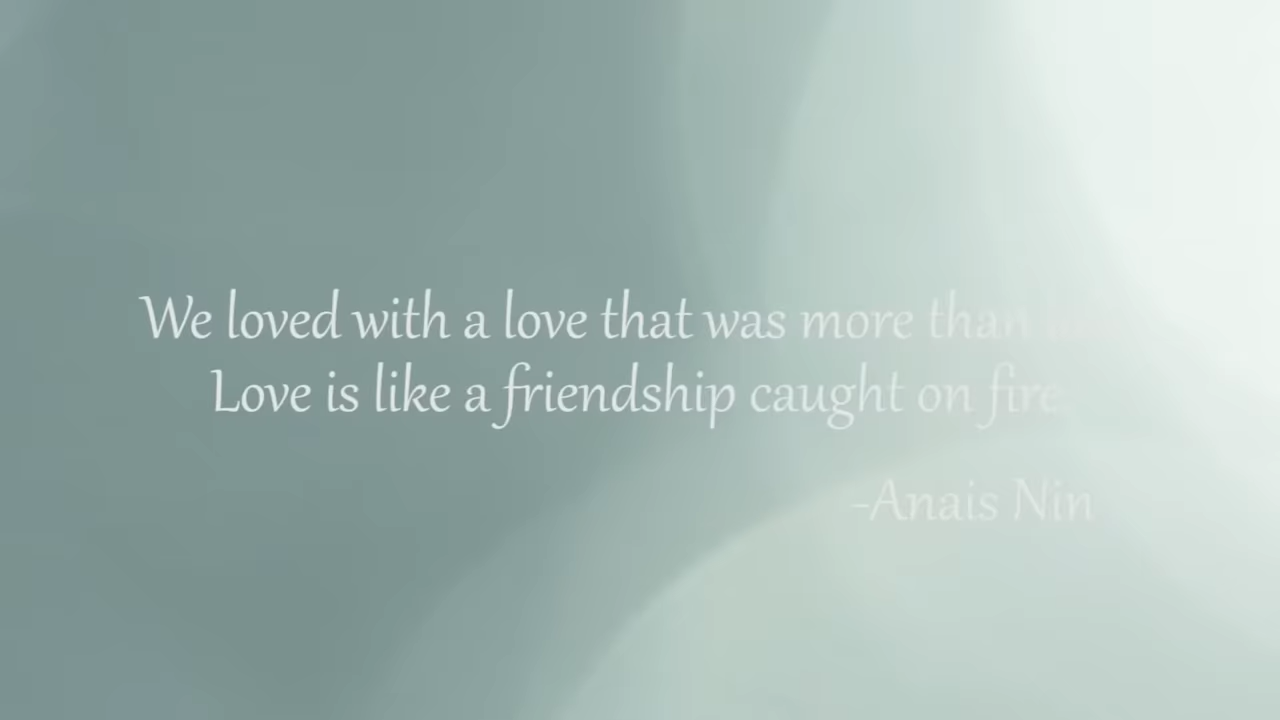 We loved with a love that was more than
Love is like a friendship caught on fire.
-Anais Nin